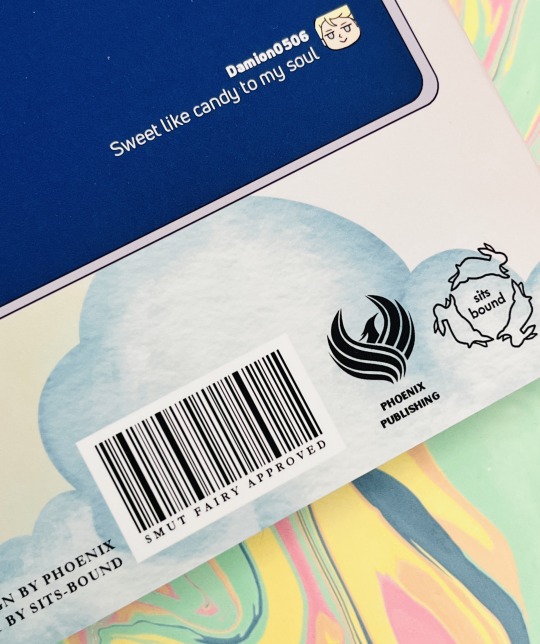 Damion0506
Sweet like candy to my soul
sits
bound
PHOENIX
PUBLISHING
SMUT FAIRY APPROVED
BY PHOENIX
BY SITS-BOUND